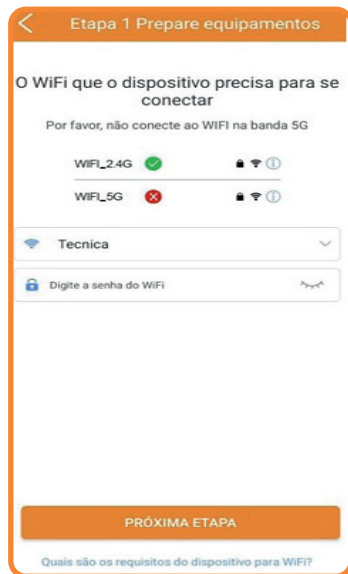 Etapa 1 Prepare equipamentos
O WiFi que o dispositivo precisa para se
conectar
Por favor, não conecte ao WIFI na banda 5G
WIFI_2.4G
WIFI_5G
Tecnica
Digite a senha do WiFi
PRÓXIMA ETAPA
Quais são os requisitos do dispositivo para WiFi?